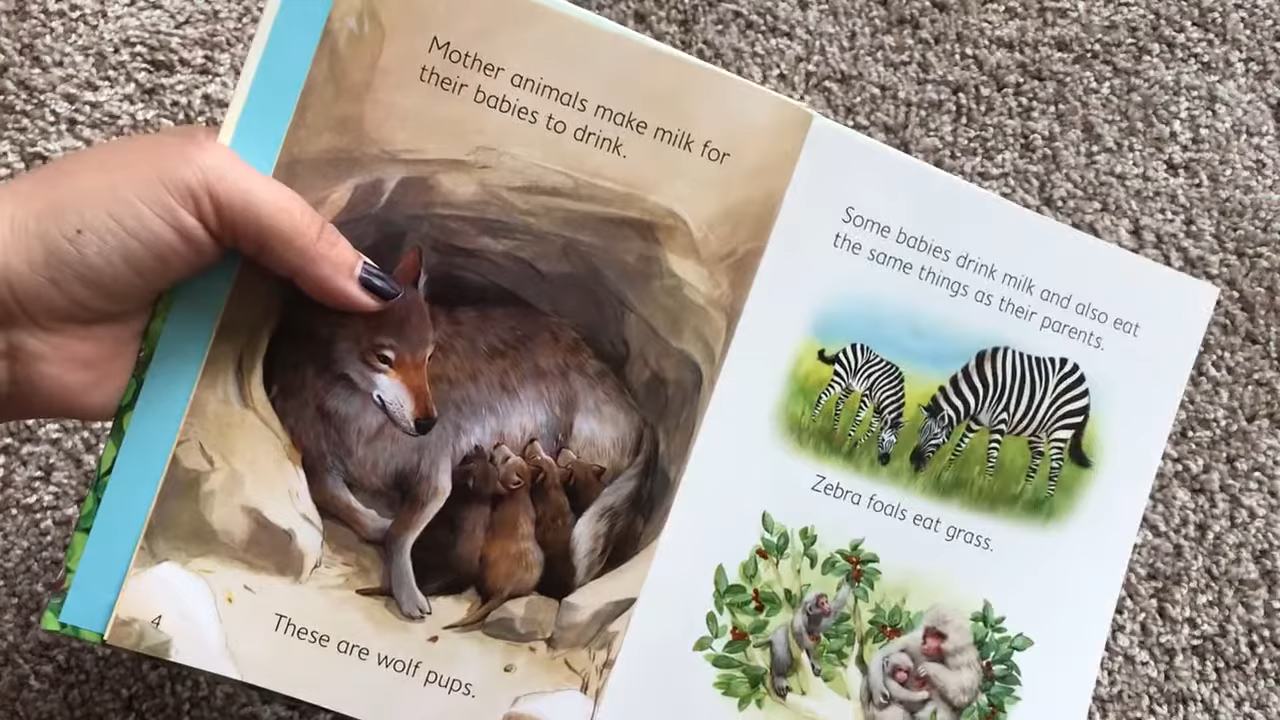 Mother animals make milk for
their babies to drink.
These are wolf pups.
4
Some babies drink milk and also eat
the same things as their parents.
Zebra foals eat grass.